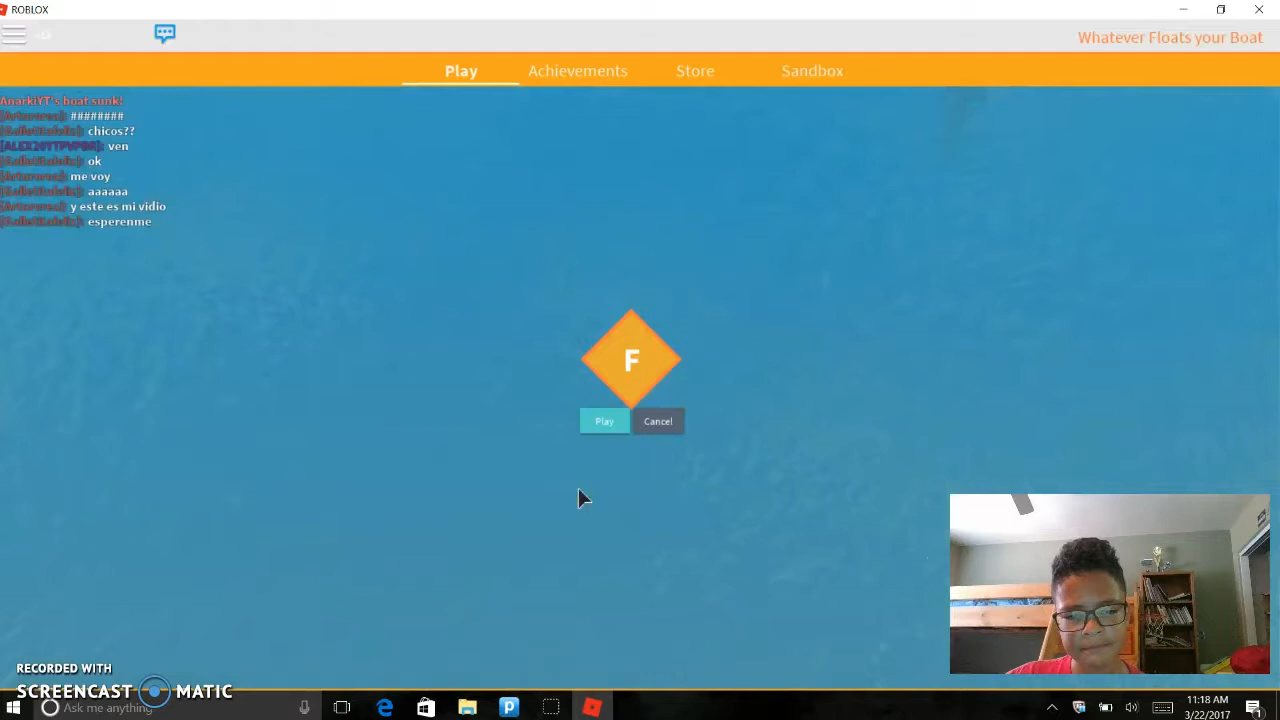 ROBLOX
Whatever Floats your Boat
Play
Achievements
Store
Sandbox
AnarkiYT's boat sunk!
########
chicos??
[ALEX20YTPVPBR]: ven
ok
me voy
aaaaaa
y este es mi vidio
esperenme
F
Play
Cancel
RECORDED WITH
SCREENCAST MATIC
Ask me anything
11:18 AM
3/22/2017